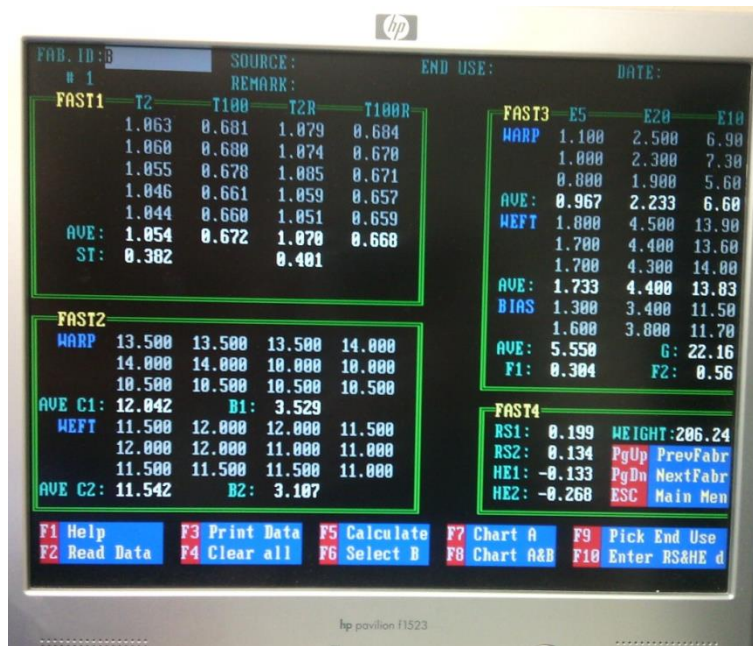 hp
FAB. ID:B SOURCE: END USE: DATE:
# 1 REMARK:
FAST1 T2 T100 T2R T100R
1.063 0.681 1.079 0.684
1.060 0.680 1.074 0.670
1.055 0.678 1.085 0.671
1.046 0.661 1.059 0.657
1.044 0.660 1.051 0.659
AVE: 1.054 0.672 1.070 0.668
ST: 0.382 0.401
FAST2
WARP 13.500 13.500 13.500 14.000
14.000 14.000 10.000 10.000
10.500 10.500 10.500 10.500
AVE C1: 12.042 B1: 3.529
WEFT 11.500 12.000 12.000 11.500
12.000 12.000 11.000 11.000
11.500 11.500 11.500 11.000
AVE C2: 11.542 B2: 3.107
FAST3 E5 E20 E10
WARP 1.100 2.500 6.90
1.000 2.300 7.30
0.800 1.900 5.60
AVE: 0.967 2.233 6.60
WEFT 1.800 4.500 13.90
1.700 4.400 13.60
1.700 4.300 14.00
AVE: 1.733 4.400 13.83
BIAS 1.300 3.400 11.50
1.600 3.800 11.70
AVE: 5.550 G: 22.16
F1: 0.304 F2: 0.56
FAST4
RS1: 0.199 WEIGHT:206.24
RS2: 0.134 PgUp PrevFabr
HE1: -0.133 PgDn NextFabr
HE2: -0.268 ESC Main Men
F1 Help F3 Print Data F5 Calculate F7 Chart A F9 Pick End Use
F2 Read Data F4 Clear all F6 Select B F8 Chart A&B F10 Enter RS&HE d
hp pavilion f1523